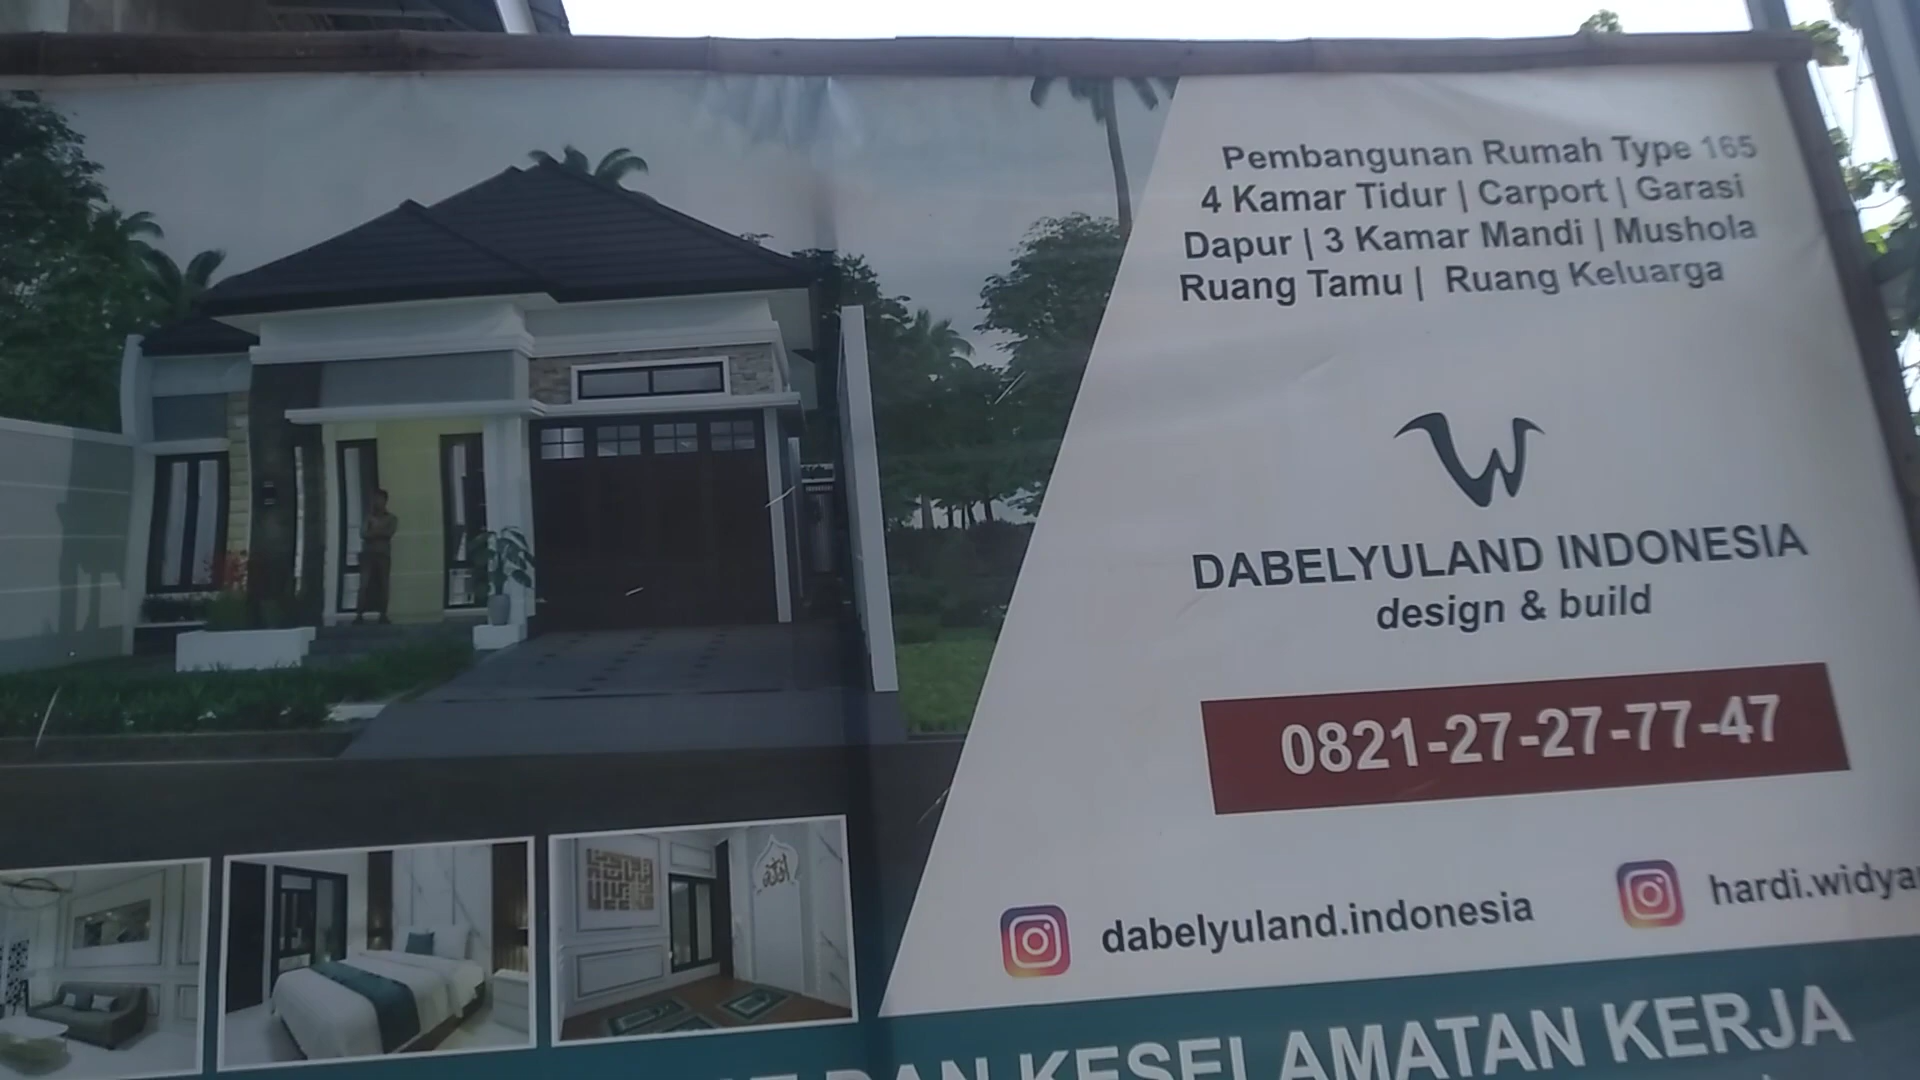 Pembangunan Rumah Type 165
4 Kamar Tidur | Carport | Garasi
Dapur | 3 Kamar Mandi | Mushola
Ruang Tamu | Ruang Keluarga
W
DABELYULAND INDONESIA
design & build
0821-27-27-77-47
dabelyuland.indonesia
DAN KESELAMATAN KERJA